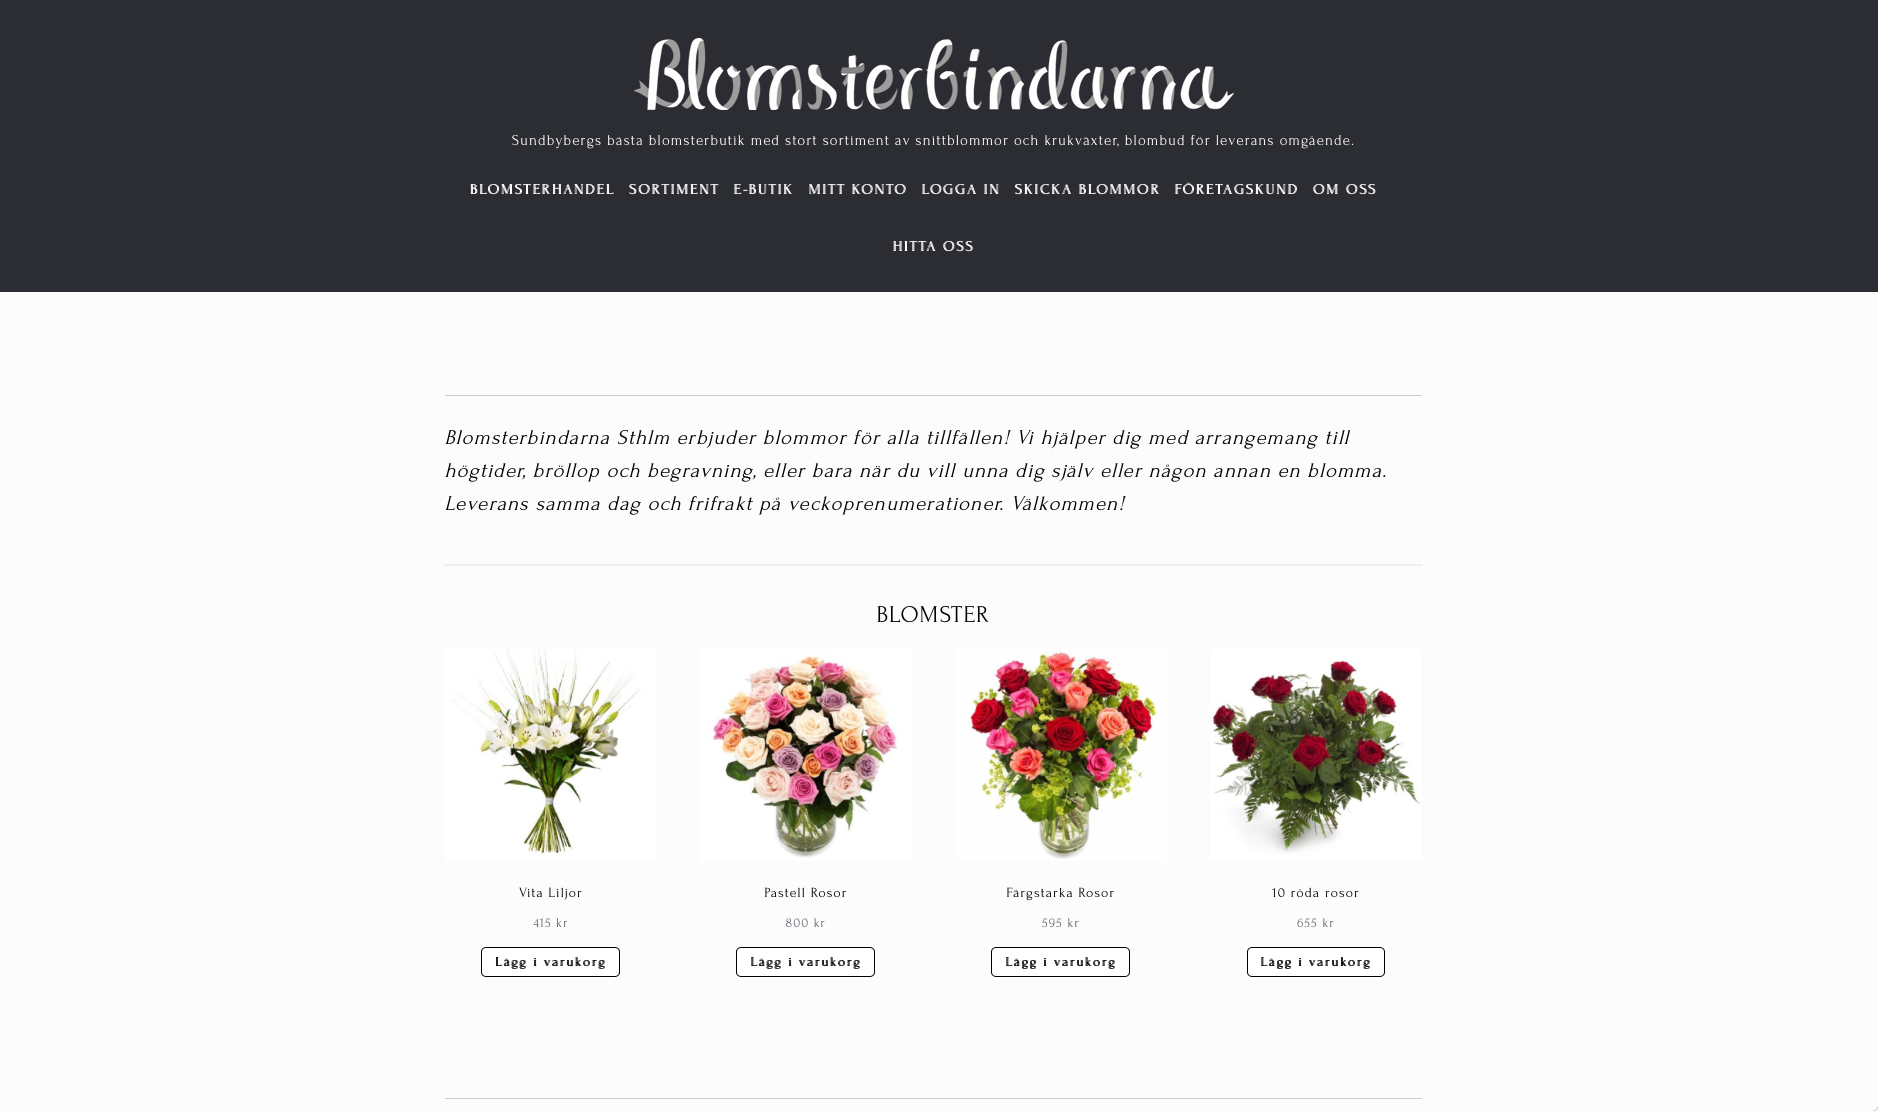 Blomsterbindarna
Sundbybergs bästa blomsterbutik med stort sortiment av snittblommor och krukväxter, blombud för leverans omgående.
BLOMSTERHANDEL SORTIMENT E-BUTIK MITT KONTO LOGGA IN SKICKA BLOMMOR FÖRETAGSKUND OM OSS
HITTA OSS
Blomsterbindarna Sthlm erbjuder blommor för alla tillfällen! Vi hjälper dig med arrangemang till
högtider, bröllop och begravning, eller bara när du vill unna dig själv eller någon annan en blomma.
Leverans samma dag och frifrakt på veckoprenumerationer. Välkommen!
BLOMSTER
Vita Liljor Pastell Rosor Färgstarka Rosor 10 röda rosor
415 kr 800 kr 595 kr 655 kr
Lägg i varukorg Lägg i varukorg Lägg i varukorg Lägg i varukorg